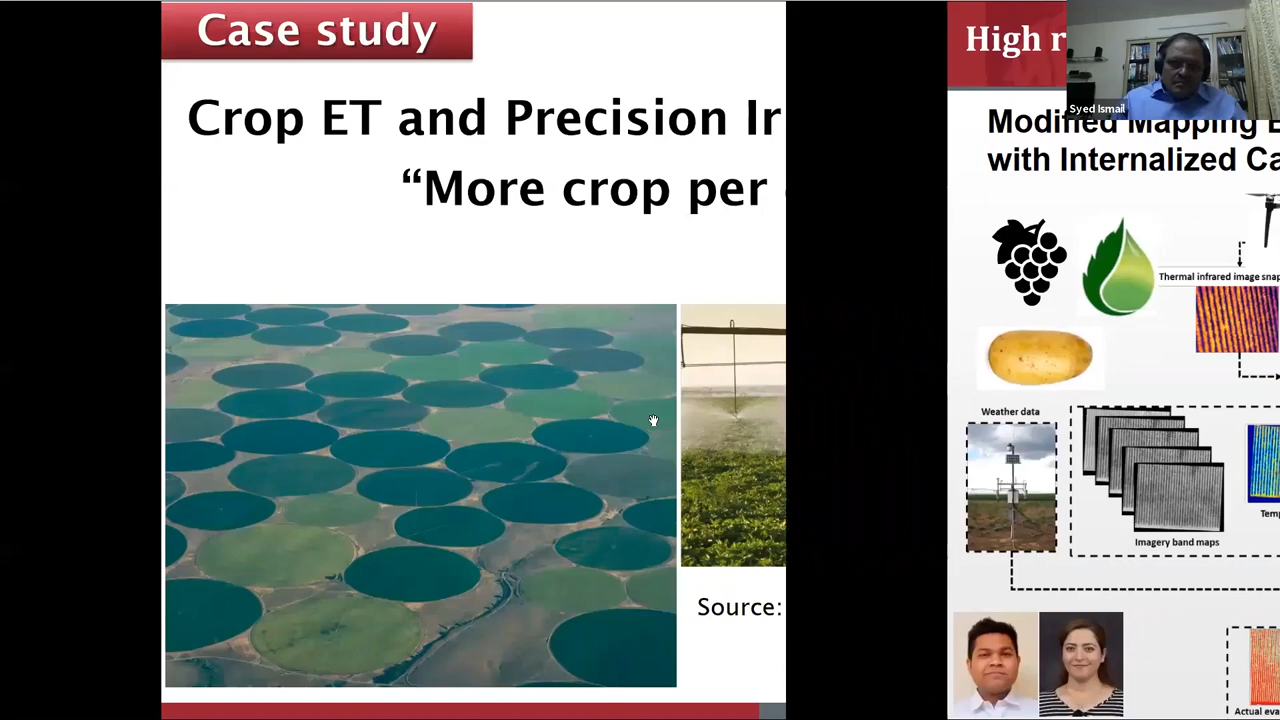 Case study
Crop ET and Precision Ir
“More crop per
Source:
High r
Syed Ismail
Modified Mapping E
with Internalized Ca
Thermal infrared image snap
Weather data
Imagery band maps
Temp
Actual eva